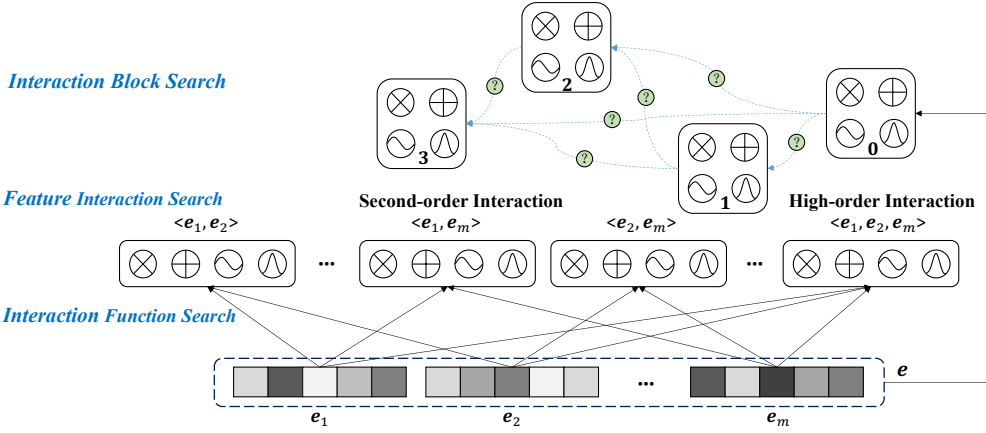 2
?
?
?
Interaction Block Search
?
?
?
3
0
1
Feature Interaction Search
Second-order Interaction
High-order Interaction
<e₁, e₂>
<e₁, eₘ>
<e₂, eₘ>
<e₁, e₂, eₘ>
...
...
Interaction Function Search
...
e
e₁
e₂
eₘ